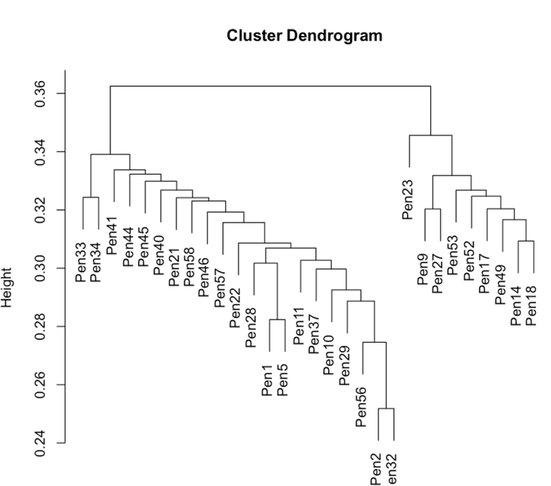 Cluster Dendrogram
Height
0.36
0.34
0.32
0.30
0.28
0.26
0.24
Pen33
Pen34
Pen41
Pen44
Pen45
Pen40
Pen21
Pen58
Pen46
Pen57
Pen22
Pen28
Pen1
Pen5
Pen11
Pen37
Pen10
Pen29
Pen56
Pen2
en32
Pen23
Pen9
Pen27
Pen53
Pen52
Pen17
Pen49
Pen14
Pen18